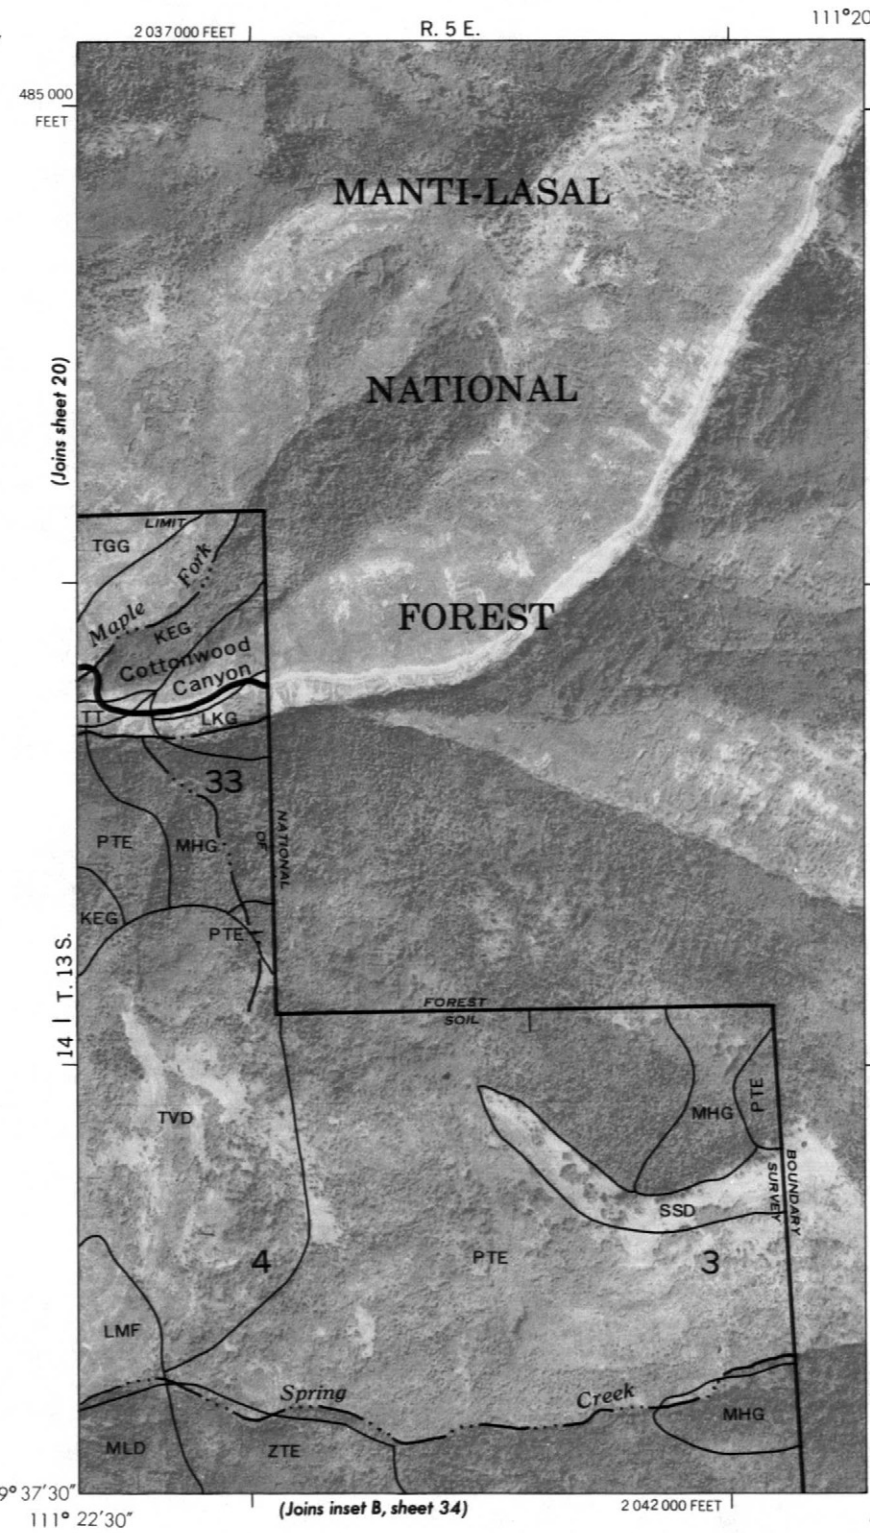 2 037 000 FEET
R. 5 E.
111°20
485 000
FEET
MANTI-LASAL
(Joins sheet 20)
NATIONAL
LIMIT
TGG
Fork
FOREST
Maple
KEG
Cottonwood
Canyon
TT
LKG
33
NATIONAL
OF
PTE
MHG
KEG
PTE
14 | T. 13 S.
FOREST
SOIL
TVD
MHG
PTE
BOUNDARY
SURVEY
SSD
PTE
4
3
LMF
Spring
Creek
MHG
MLD
ZTE
9° 37'30"
111° 22'30"
(Joins inset B, sheet 34)
2 042 000 FEET